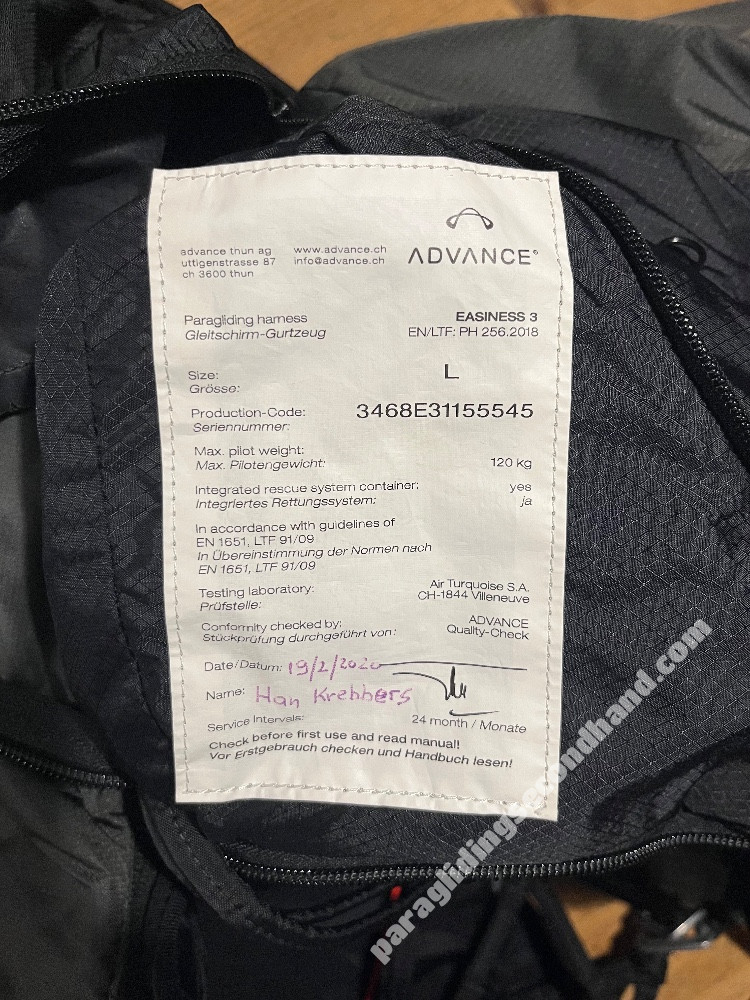 advance thun ag
uttigenstrasse 87
ch 3600 thun
www.advance.ch
info@advance.ch
ADVANCE®
Paragliding harness
Gleitschirm-Gurtzeug
EASINESS 3
EN/LTF: PH 256.2018
Size:
Grösse:
L
Production-Code:
Seriennummer:
3468E31155545
Max. pilot weight:
Max. Pilotengewicht:
120 kg
Integrated rescue system container:
Integriertes Rettungssystem:
yes
ja
In accordance with guidelines of
EN 1651, LTF 91/09
In Übereinstimmung der Normen nach
EN 1651, LTF 91/09
Testing laboratory:
Prüfstelle:
Air Turquoise S.A.
CH-1844 Villeneuve
Conformity checked by:
Stückprüfung durchgeführt von:
ADVANCE
Quality-Check
Date/Datum: 19/2/2020
Name: Han Krebbers
Service Intervals:
24 month / Monate
Check before first use and read manual!
Vor Erstgebrauch checken und Handbuch lesen!
paraglidingsecondhand.com